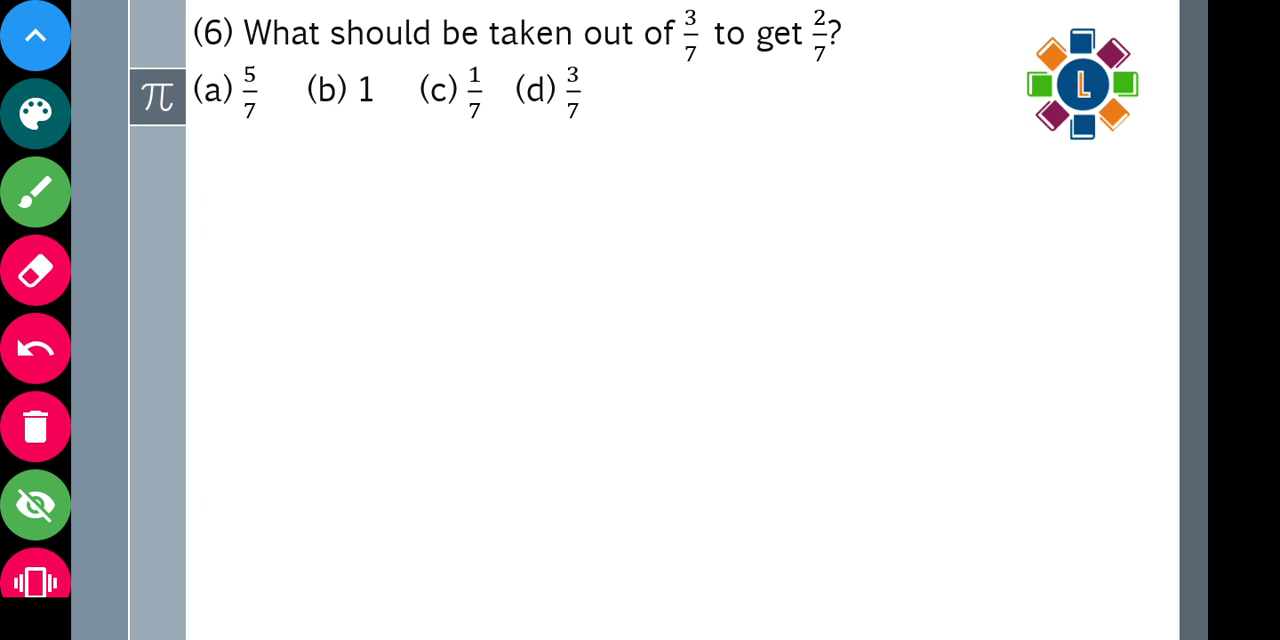 (6) What should be taken out of 3/7 to get 2/7?
π
(a) 5/7 (b) 1 (c) 1/7 (d) 3/7
L